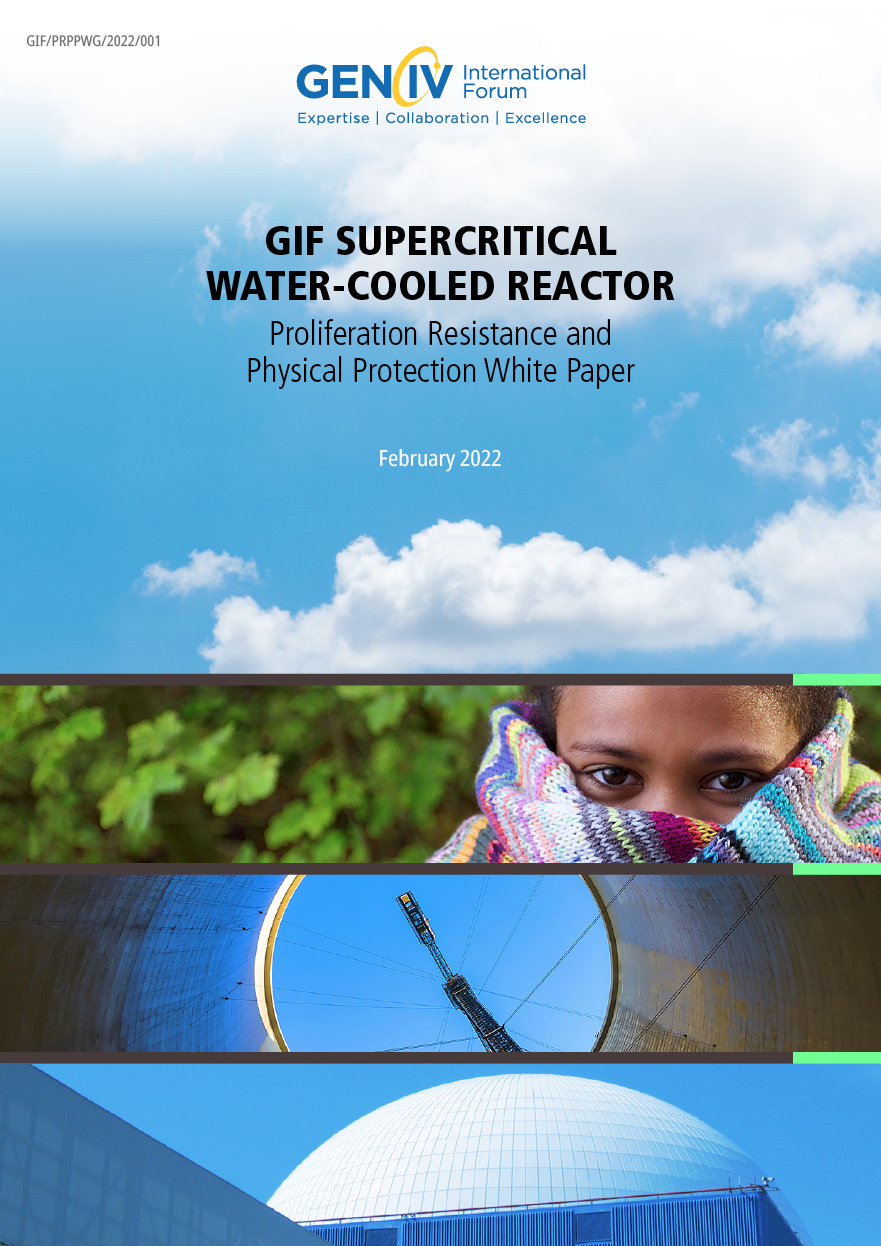 GIF/PRPPWG/2022/001
GEN IV International
Forum
Expertise | Collaboration | Excellence
GIF SUPERCRITICAL
WATER-COOLED REACTOR
Proliferation Resistance and
Physical Protection White Paper
February 2022